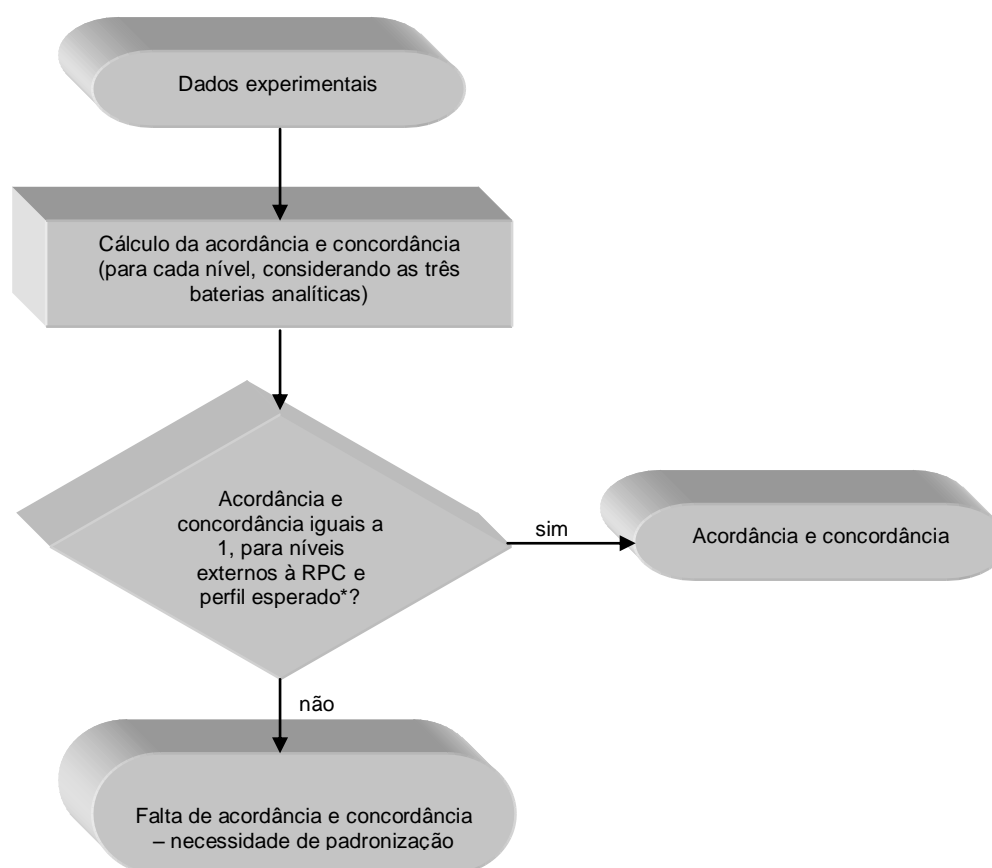 Dados experimentais
Cálculo da acordância e concordância
(para cada nível, considerando as três
baterias analíticas)
Acordância e
concordância iguais a
1, para níveis
externos à RPC e
perfil esperado*?
sim
Acordância e concordância
não
Falta de acordância e concordância
– necessidade de padronização